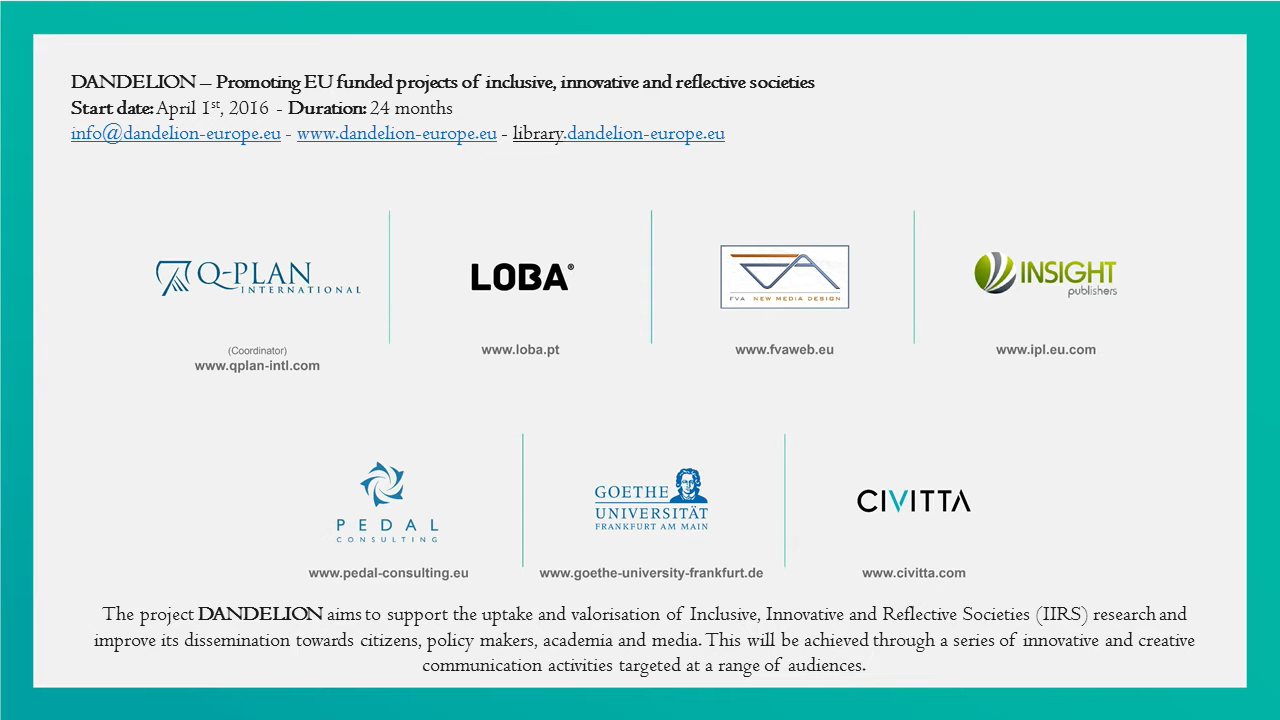 DANDELION – Promoting EU funded projects of inclusive, innovative and reflective societies
Start date: April 1st, 2016 - Duration: 24 months
info@dandelion-europe.eu - www.dandelion-europe.eu - library.dandelion-europe.eu
Q-PLAN
INTERNATIONAL
LOBA®
FVA NEW MEDIA DESIGN
INSIGHT
publishers
(Coordinator)
www.qplan-intl.com
www.loba.pt
www.fvaweb.eu
www.ipl.eu.com
PEDAL
CONSULTING
GOETHE
UNIVERSITÄT
FRANKFURT AM MAIN
CIVITTA
www.pedal-consulting.eu
www.goethe-university-frankfurt.de
www.civitta.com
The project DANDELION aims to support the uptake and valorisation of Inclusive, Innovative and Reflective Societies (IIRS) research and
improve its dissemination towards citizens, policy makers, academia and media. This will be achieved through a series of innovative and creative
communication activities targeted at a range of audiences.